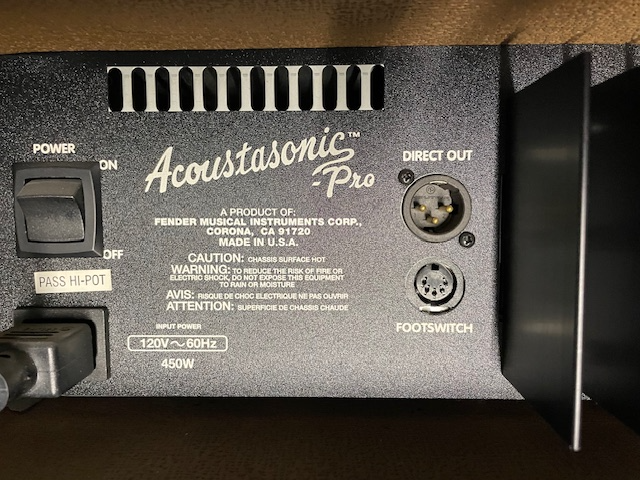 POWER
ON
OFF
PASS HI-POT
Acoustasonic™
-Pro
A PRODUCT OF:
FENDER MUSICAL INSTRUMENTS CORP.,
CORONA, CA 91720
MADE IN U.S.A.
CAUTION: CHASSIS SURFACE HOT
WARNING: TO REDUCE THE RISK OF FIRE OR
ELECTRIC SHOCK, DO NOT EXPOSE THIS EQUIPMENT
TO RAIN OR MOISTURE
AVIS: RISQUE DE CHOC ELECTRIQUE NE PAS OUVRIR
ATTENTION: SUPERFICIE DE CHASSIS CHAUDE
INPUT POWER
120V~60Hz
450W
DIRECT OUT
FOOTSWITCH